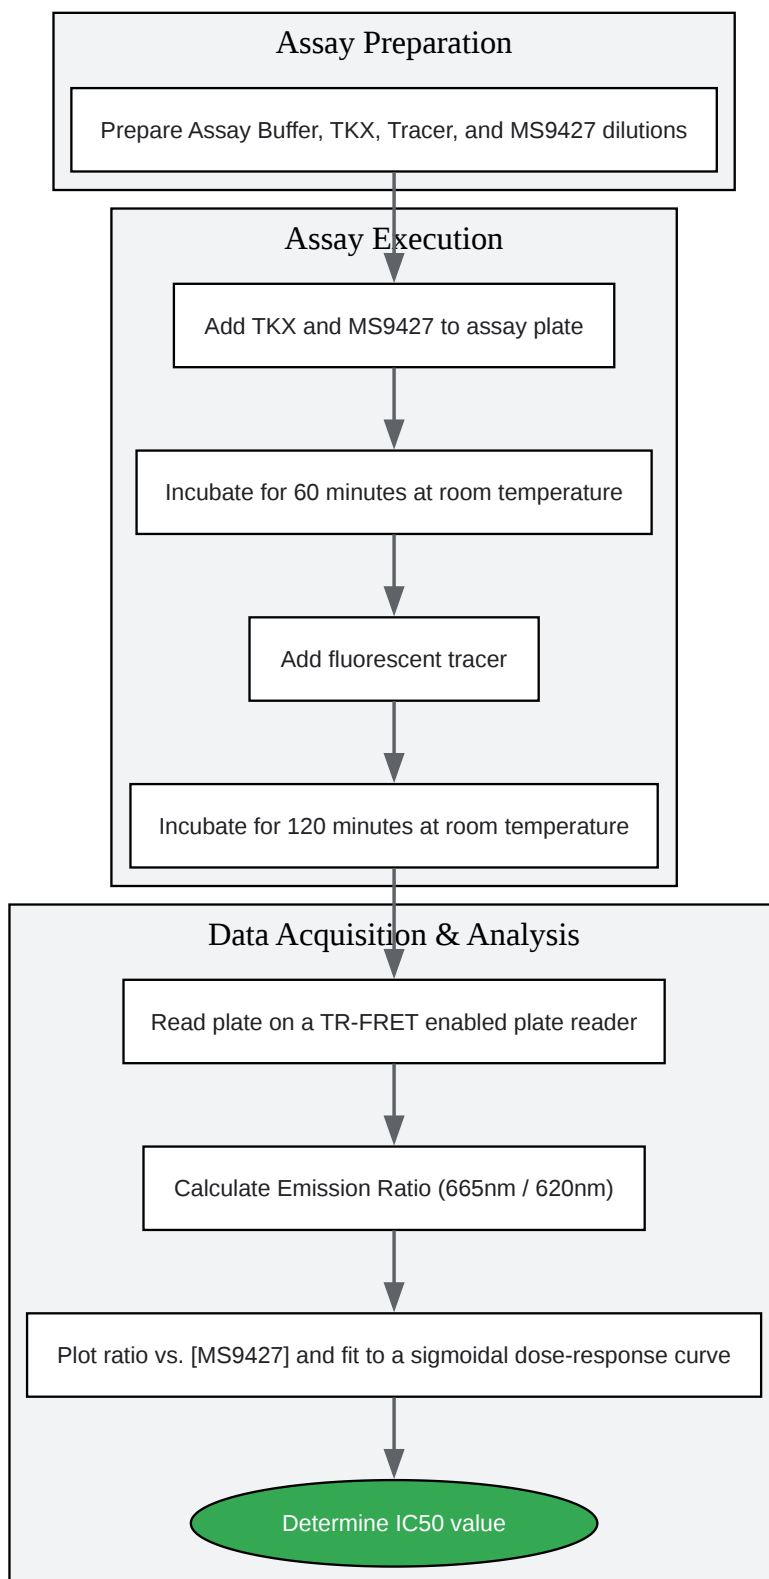 Assay Preparation
Prepare Assay Buffer, TKX, Tracer, and MS9427 dilutions
Assay Execution
Add TKX and MS9427 to assay plate
Incubate for 60 minutes at room temperature
Add fluorescent tracer
Incubate for 120 minutes at room temperature
Data Acquisition & Analysis
Read plate on a TR-FRET enabled plate reader
Calculate Emission Ratio (665nm / 620nm)
Plot ratio vs. [MS9427] and fit to a sigmoidal dose-response curve
Determine IC50 value